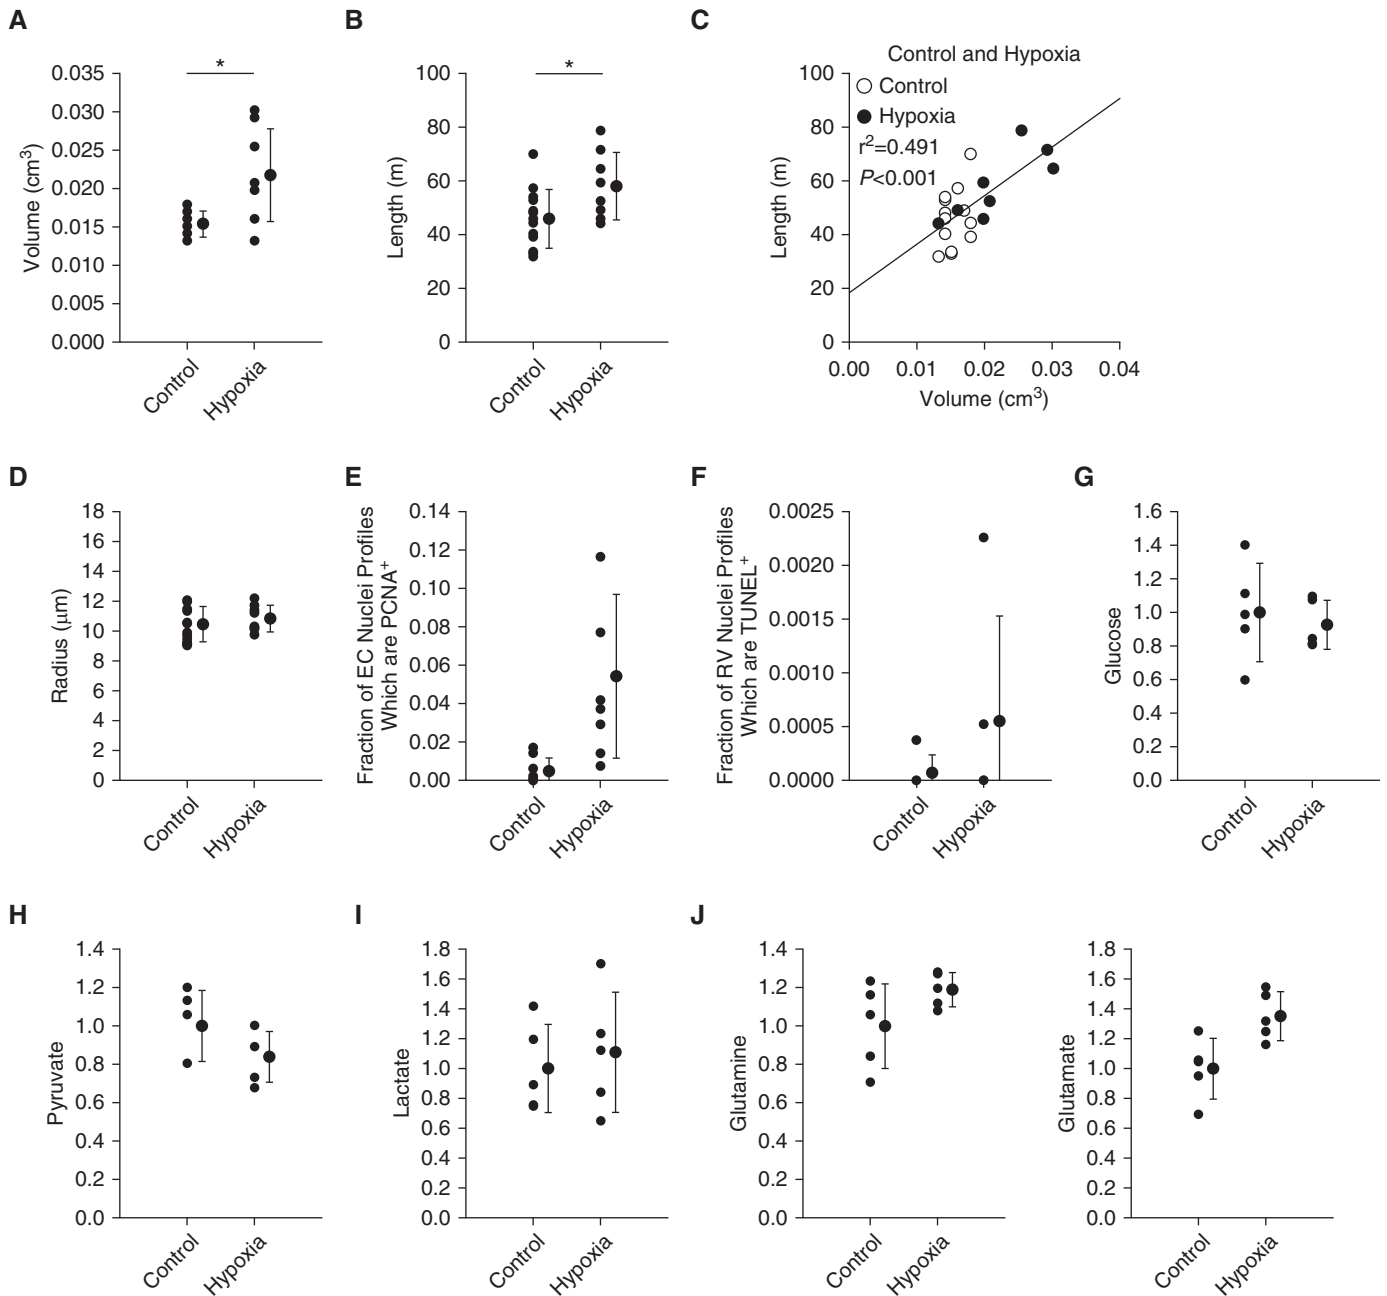 A
Volume (cm³)
0.035
0.030
0.025
0.020
0.015
0.010
0.005
0.000
*
Control
Hypoxia
B
Length (m)
100
80
60
40
20
0
*
Control
Hypoxia
C
Control and Hypoxia
Length (m)
100
80
60
40
20
0
Control
Hypoxia
r²=0.491
P<0.001
0.00
0.01
0.02
0.03
0.04
Volume (cm³)
D
Radius (μm)
18
16
14
12
10
8
6
4
2
0
Control
Hypoxia
E
Fraction of EC Nuclei Profiles
Which are PCNA⁺
0.14
0.12
0.10
0.08
0.06
0.04
0.02
0.00
Control
Hypoxia
F
Fraction of RV Nuclei Profiles
Which are TUNEL⁺
0.0025
0.0020
0.0015
0.0010
0.0005
0.0000
Control
Hypoxia
G
Glucose
1.6
1.4
1.2
1.0
0.8
0.6
0.4
0.2
0.0
Control
Hypoxia
H
Pyruvate
1.4
1.2
1.0
0.8
0.6
0.4
0.2
0.0
Control
Hypoxia
I
Lactate
1.8
1.6
1.4
1.2
1.0
0.8
0.6
0.4
0.2
0.0
Control
Hypoxia
J
Glutamine
1.4
1.2
1.0
0.8
0.6
0.4
0.2
0.0
Control
Hypoxia
Glutamate
1.8
1.6
1.4
1.2
1.0
0.8
0.6
0.4
0.2
0.0
Control
Hypoxia